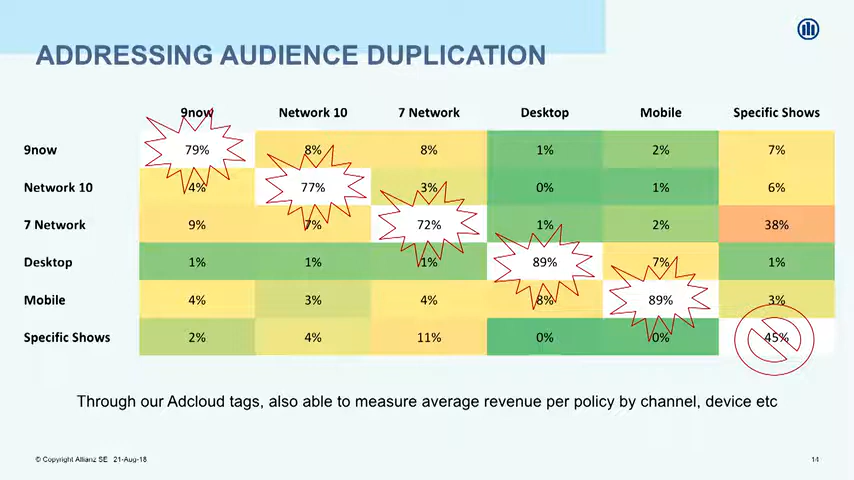 ADDRESSING AUDIENCE DUPLICATION
9now Network 10 7 Network Desktop Mobile Specific Shows
9now 79% 8% 8% 1% 2% 7%
Network 10 4% 77% 3% 0% 1% 6%
7 Network 9% 7% 72% 1% 2% 38%
Desktop 1% 1% 1% 89% 7% 1%
Mobile 4% 3% 4% 8% 89% 3%
Specific Shows 2% 4% 11% 0% 0% 45%
Through our Adcloud tags, also able to measure average revenue per policy by channel, device etc
© Copyright Allianz SE 21-Aug-18 14